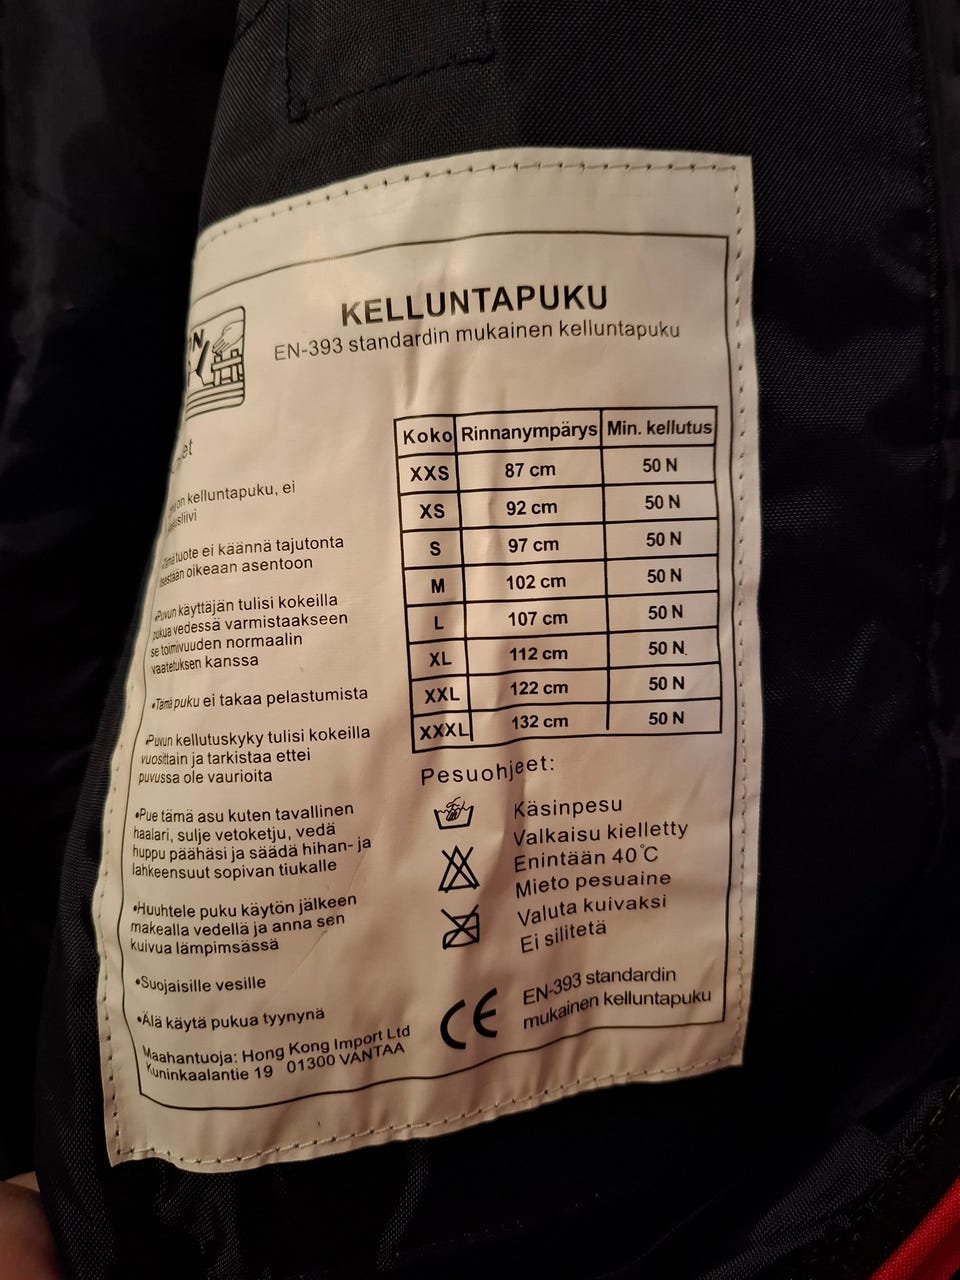 KELLUNTAPUKU
EN-393 standardin mukainen kelluntapuku
on kelluntapuku, ei
•Tämä tuote ei käännä tajutonta
itsestään oikeaan asentoon
•Puvun käyttäjän tulisi kokeilla
pukua vedessä varmistaakseen
se toimivuuden normaalin
vaatetuksen kanssa
•Tämä puku ei takaa pelastumista
•Puvun kellutuskyky tulisi kokeilla
vuosittain ja tarkistaa ettei
puvussa ole vaurioita
•Pue tämä asu kuten tavallinen
haalari, sulje vetoketju, vedä
huppu päähäsi ja säädä hihan- ja
lahkeensuut sopivan tiukalle
•Huuhtele puku käytön jälkeen
makealla vedellä ja anna sen
kuivua lämpimsässä
•Suojaisille vesille
•Älä käytä pukua tyynynä
Maahantuoja: Hong Kong Import Ltd
Kuninkaalantie 19 01300 VANTAA
Koko Rinnanympärys Min. kellutus
XXS 87 cm 50 N
XS 92 cm 50 N
S 97 cm 50 N
M 102 cm 50 N
L 107 cm 50 N
XL 112 cm 50 N
XXL 122 cm 50 N
XXXL 132 cm 50 N
Pesuohjeet:
Käsinpesu
Valkaisu kielletty
Enintään 40°C
Mieto pesuaine
Valuta kuivaksi
Ei silitetä
CE
EN-393 standardin
mukainen kelluntapuku